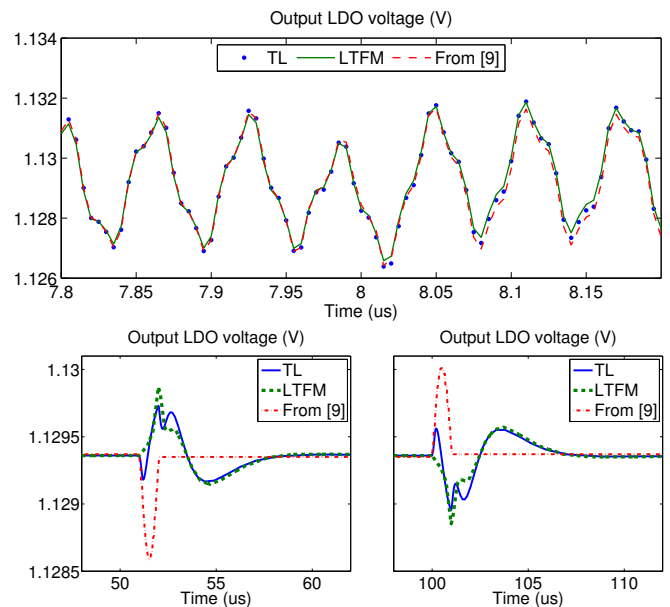 Output LDO voltage (V)
1.134
1.132
1.13
1.128
1.126
TL LTFM From [9]
7.8 7.85 7.9 7.95 8 8.05 8.1 8.15
Time (us)
Output LDO voltage (V)
1.13
1.1295
1.129
1.1285
TL
LTFM
From [9]
50 55 60
Time (us)
Output LDO voltage (V)
TL
LTFM
From [9]
100 105 110
Time (us)